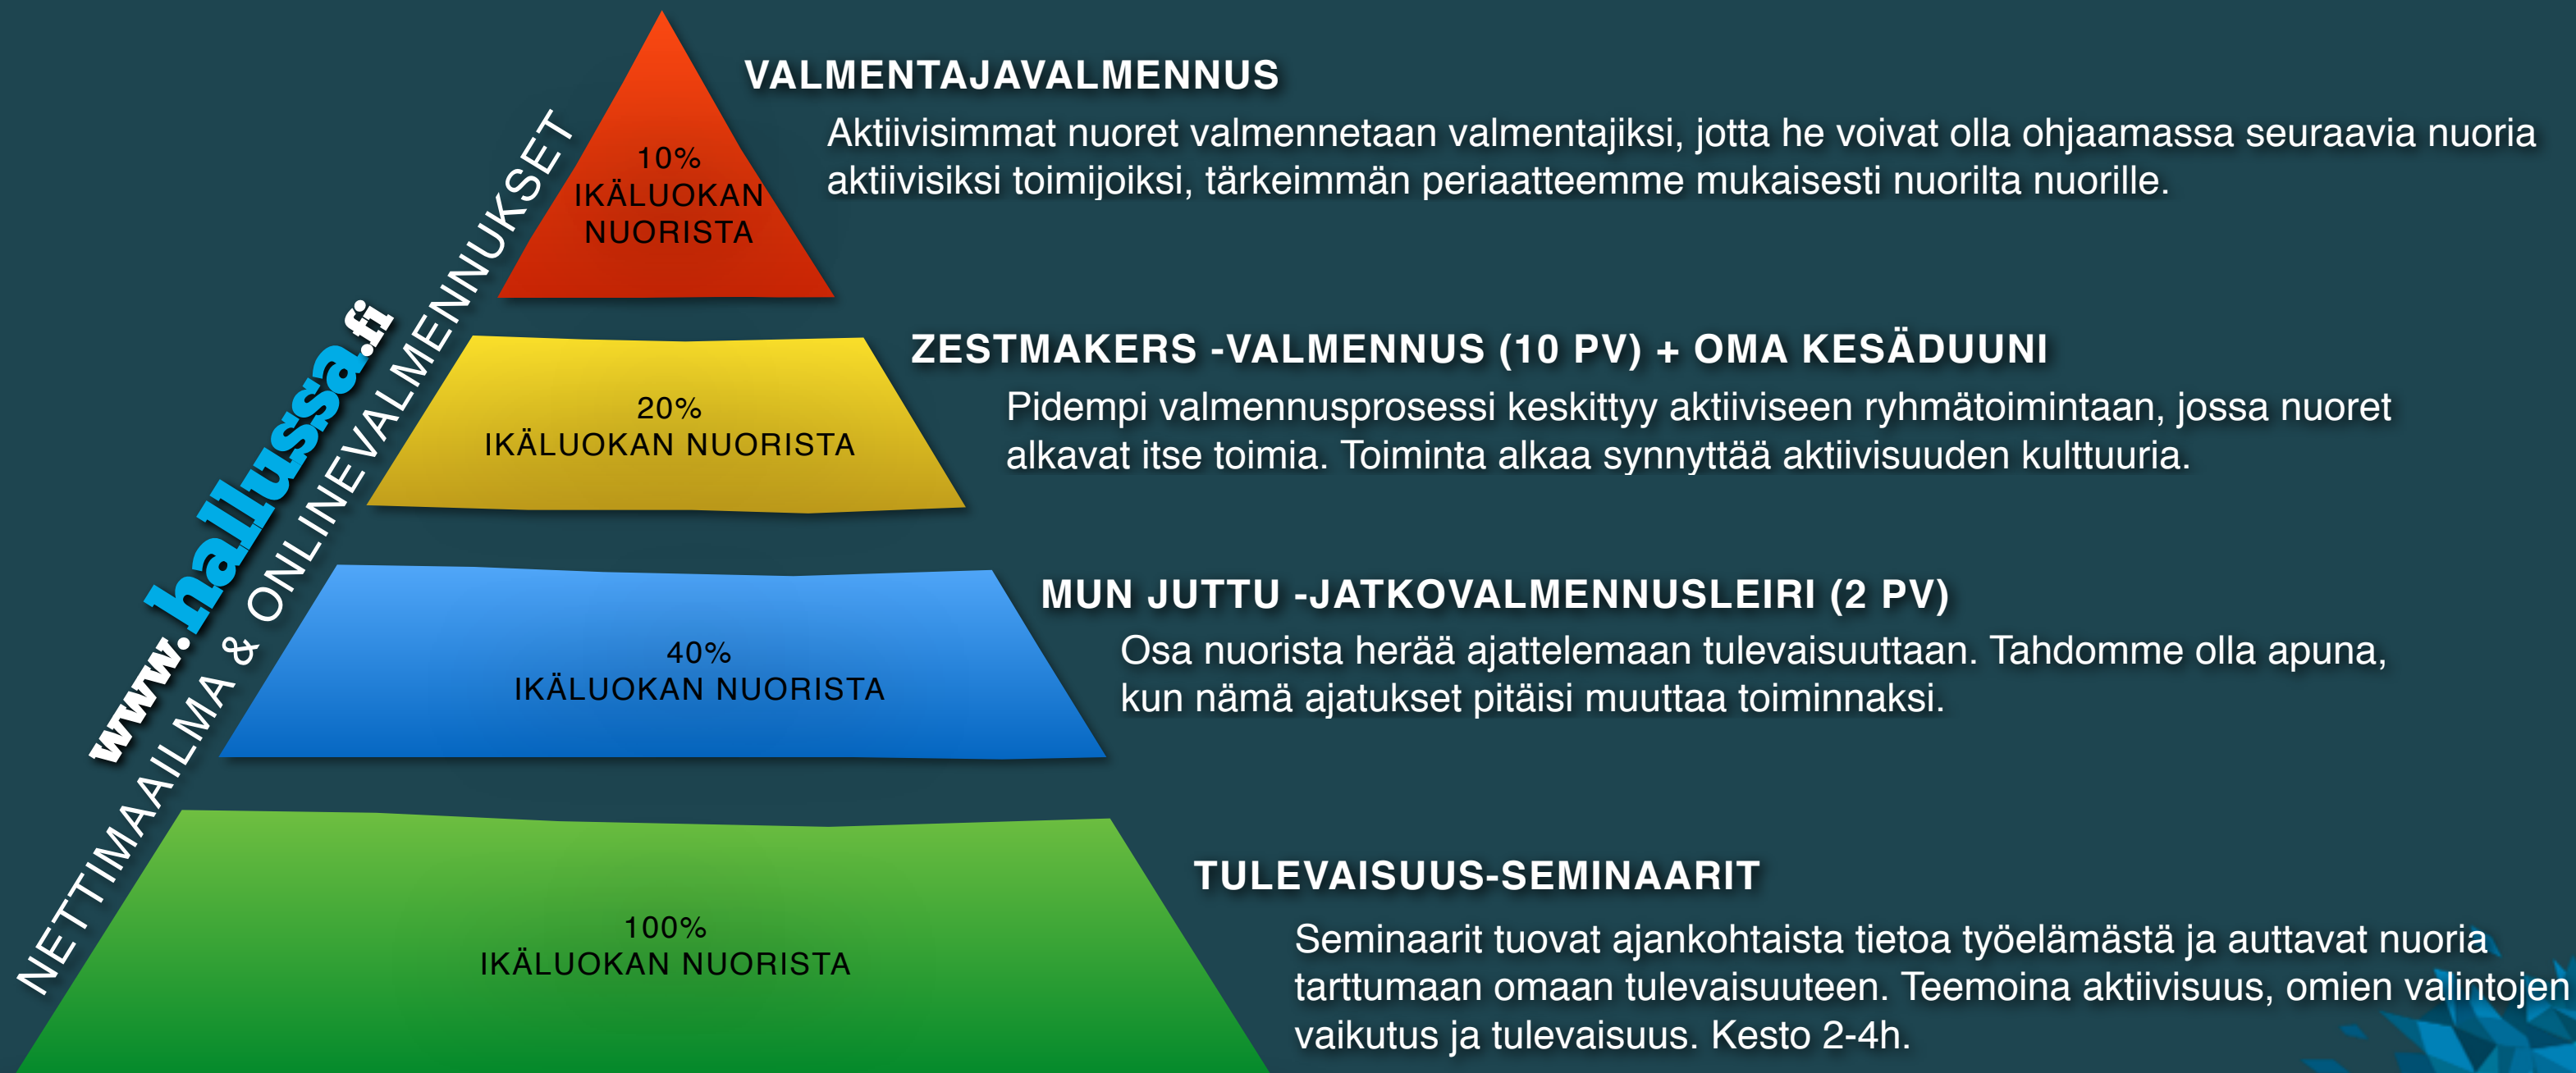 VALMENTAJAVALMENNUS
Aktiivisimmat nuoret valmennetaan valmentajiksi, jotta he voivat olla ohjaamassa seuraavia nuoria
aktiivisiksi toimijoiksi, tärkeimmän periaatteemme mukaisesti nuorilta nuorille.
10%
IKÄLUOKAN
NUORISTA
ZESTMAKERS -VALMENNUS (10 PV) + OMA KESÄDUUNI
Pidempi valmennusprosessi keskittyy aktiiviseen ryhmätoimintaan, jossa nuoret
alkavat itse toimia. Toiminta alkaa synnyttää aktiivisuuden kulttuuria.
20%
IKÄLUOKAN NUORISTA
MUN JUTTU -JATKOVALMENNUSLEIRI (2 PV)
Osa nuorista herää ajattelemaan tulevaisuuttaan. Tahdomme olla apuna,
kun nämä ajatukset pitäisi muuttaa toiminnaksi.
40%
IKÄLUOKAN NUORISTA
TULEVAISUUS-SEMINAARIT
Seminaarit tuovat ajankohtaista tietoa työelämästä ja auttavat nuoria
tarttumaan omaan tulevaisuuteen. Teemoina aktiivisuus, omien valintojen
vaikutus ja tulevaisuus. Kesto 2-4h.
100%
IKÄLUOKAN NUORISTA
www.hallussa.fi
NETTIMAAILMA & ONLINEVALMENNUKSET